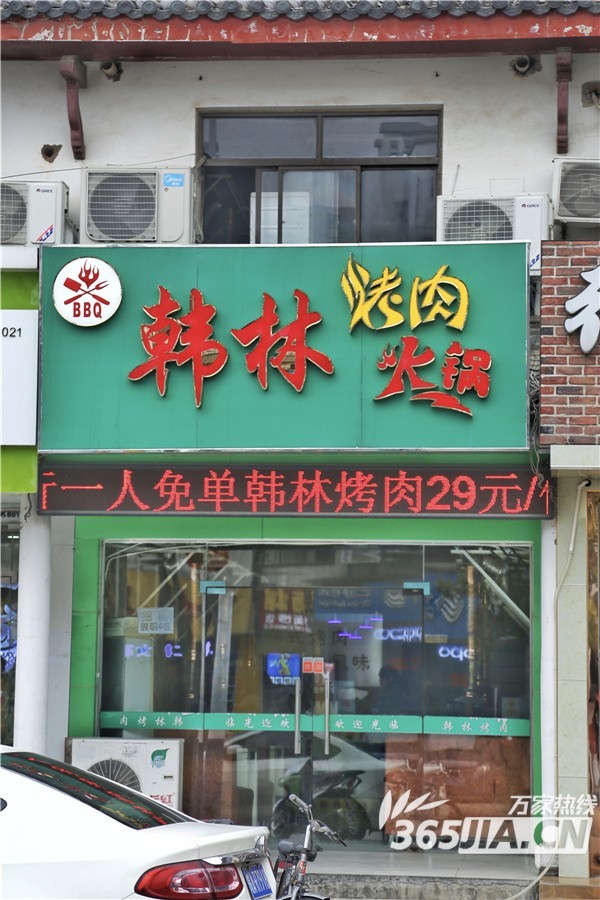 BBQ
韩林
烤肉
火锅
021
一人免单韩林烤肉29元/
肉烤林韩
临光迎欢
欢迎光临
韩林烤肉
万家热线
365JIA.CN